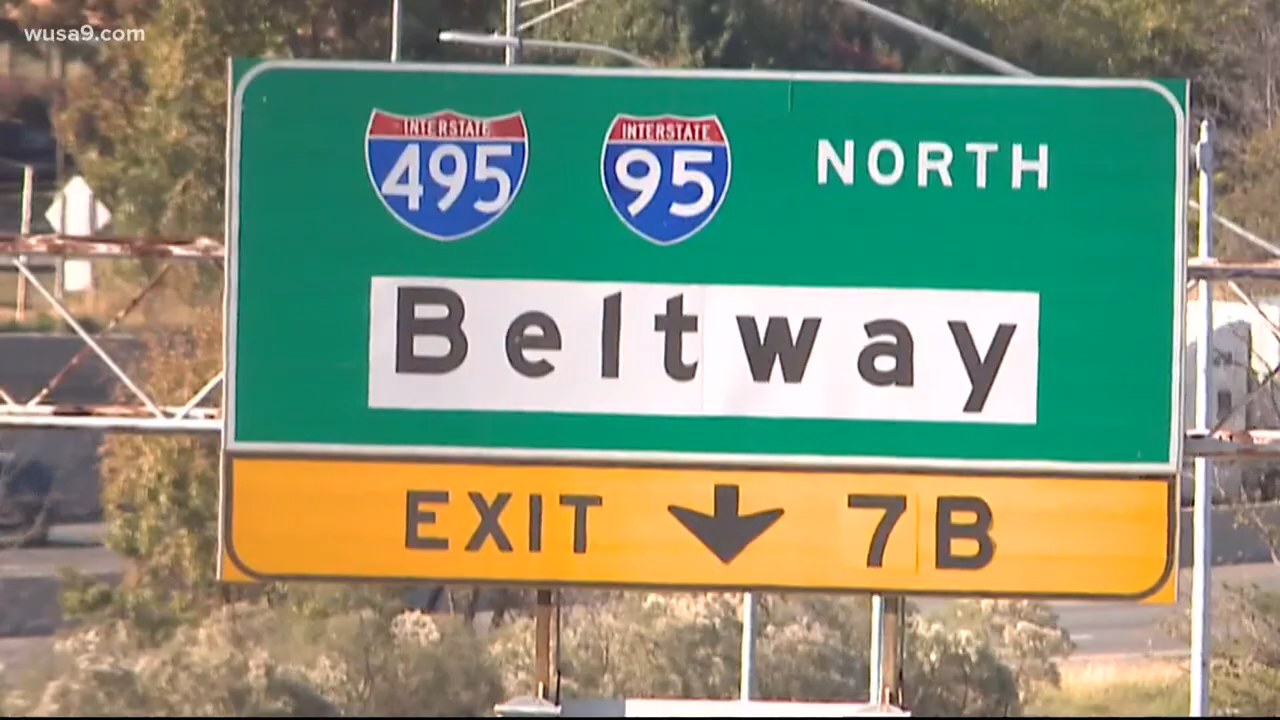 wusa9.com
INTERSTATE INTERSTATE
495 95 NORTH
Beltway
EXIT 7B